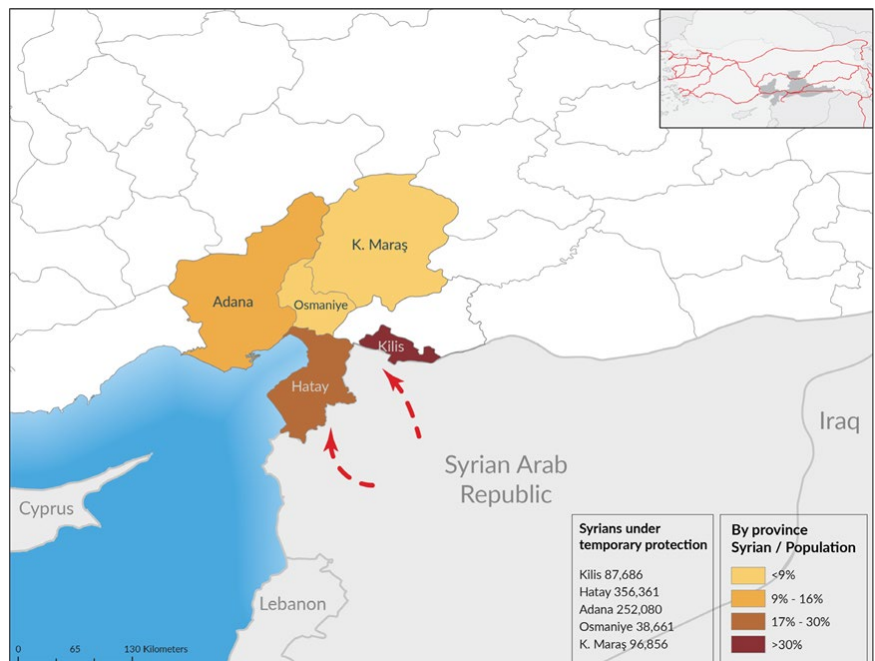 K. Maraş
Adana
Osmaniye
Kilis
Hatay
Iraq
Syrian Arab
Republic
Cyprus
Lebanon
Syrians under
temporary protection
Kilis 87,686
Hatay 356,361
Adana 252,080
Osmaniye 38,661
K. Maraş 96,856
By province
Syrian / Population
<9%
9% - 16%
17% - 30%
>30%
0 65 130 Kilometers